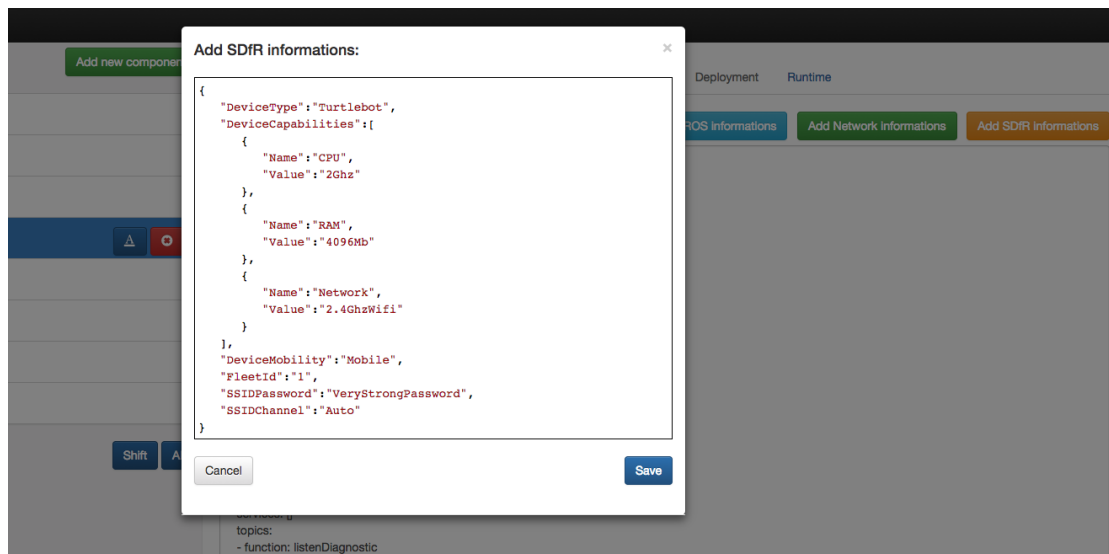 Add SDfR informations:
×
Add new componen
Deployment
Runtime
ROS Informations
Add Network informations
Add SDfR informations
{
"DeviceType":"Turtlebot",
"DeviceCapabilities":[
{
"Name":"CPU",
"Value":"2Ghz"
},
{
"Name":"RAM",
"Value":"4096Mb"
},
{
"Name":"Network",
"Value":"2.4GhzWifi"
}
],
"DeviceMobility":"Mobile",
"FleetId":"1",
"SSIDPassword":"VeryStrongPassword",
"SSIDChannel":"Auto"
}
A
Shift
A
Cancel
Save
topics:
- function: listenDiagnostic